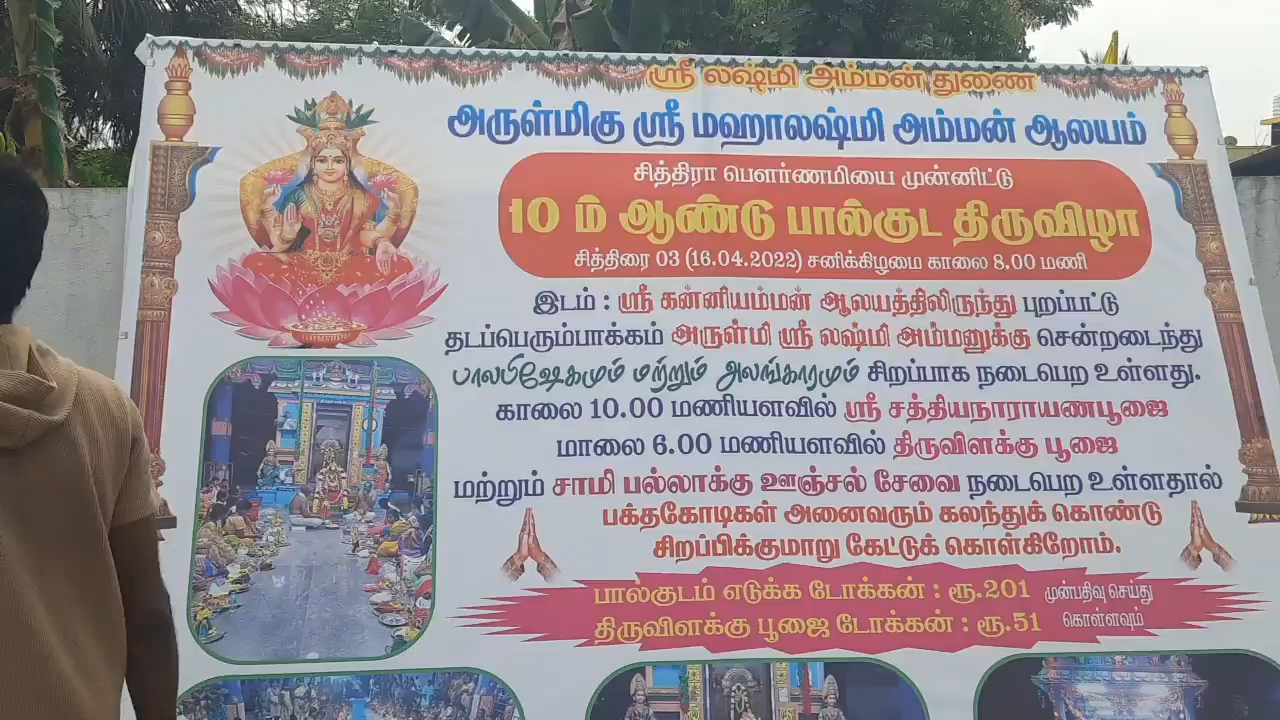 ஸ்ரீ லஷ்மி அம்மன் துணை
அருள்மிகு ஸ்ரீ மஹாலஷ்மி அம்மன் ஆலயம்
சித்திரா பௌர்ணமியை முன்னிட்டு
10 ம் ஆண்டு பால்குட திருவிழா
சித்திரை 03 (16.04.2022) சனிக்கிழமை காலை 8.00 மணி
இடம் : ஸ்ரீ கன்னியம்மன் ஆலயத்திலிருந்து புறப்பட்டு
தடப்பெரும்பாக்கம் அருள்மி ஸ்ரீ லஷ்மி அம்மனுக்கு சென்றடைந்து
பாலபிஷேகமும் மற்றும் அலங்காரமும் சிறப்பாக நடைபெற உள்ளது.
காலை 10.00 மணியளவில் ஸ்ரீ சத்தியநாராயணபூஜை
மாலை 6.00 மணியளவில் திருவிளக்கு பூஜை
மற்றும் சாமி பல்லாக்கு ஊஞ்சல் சேவை நடைபெற உள்ளதால்
பக்தகோடிகள் அனைவரும் கலந்துக் கொண்டு
சிறப்பிக்குமாறு கேட்டுக் கொள்கிறோம்.
பால்குடம் எடுக்க டோக்கன் : ரூ.201 முன்பதிவு செய்து
திருவிளக்கு பூஜை டோக்கன் : ரூ.51 கொள்ளவும்